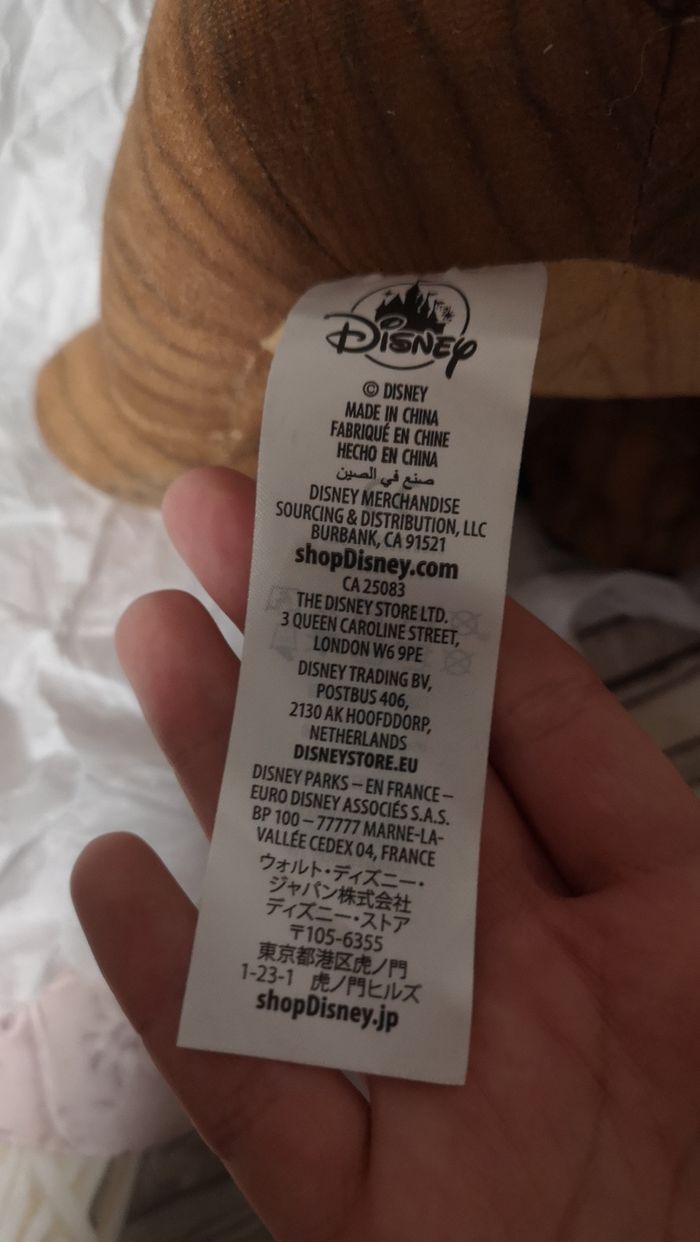 Disney
© DISNEY
MADE IN CHINA
FABRIQUÉ EN CHINE
HECHO EN CHINA
صنع في الصين
DISNEY MERCHANDISE
SOURCING & DISTRIBUTION, LLC
BURBANK, CA 91521
shopDisney.com
CA 25083
THE DISNEY STORE LTD.
3 QUEEN CAROLINE STREET,
LONDON W6 9PE
DISNEY TRADING BV,
POSTBUS 406,
2130 AK HOOFDDORP,
NETHERLANDS
DISNEYSTORE.EU
DISNEY PARKS – EN FRANCE –
EURO DISNEY ASSOCIÉS S.A.S.
BP 100 – 77777 MARNE-LA-
VALLÉE CEDEX 04, FRANCE
ウォルト・ディズニー・
ジャパン株式会社
ディズニー・ストア
〒105-6355
東京都港区虎ノ門
1-23-1 虎ノ門ヒルズ
shopDisney.jp